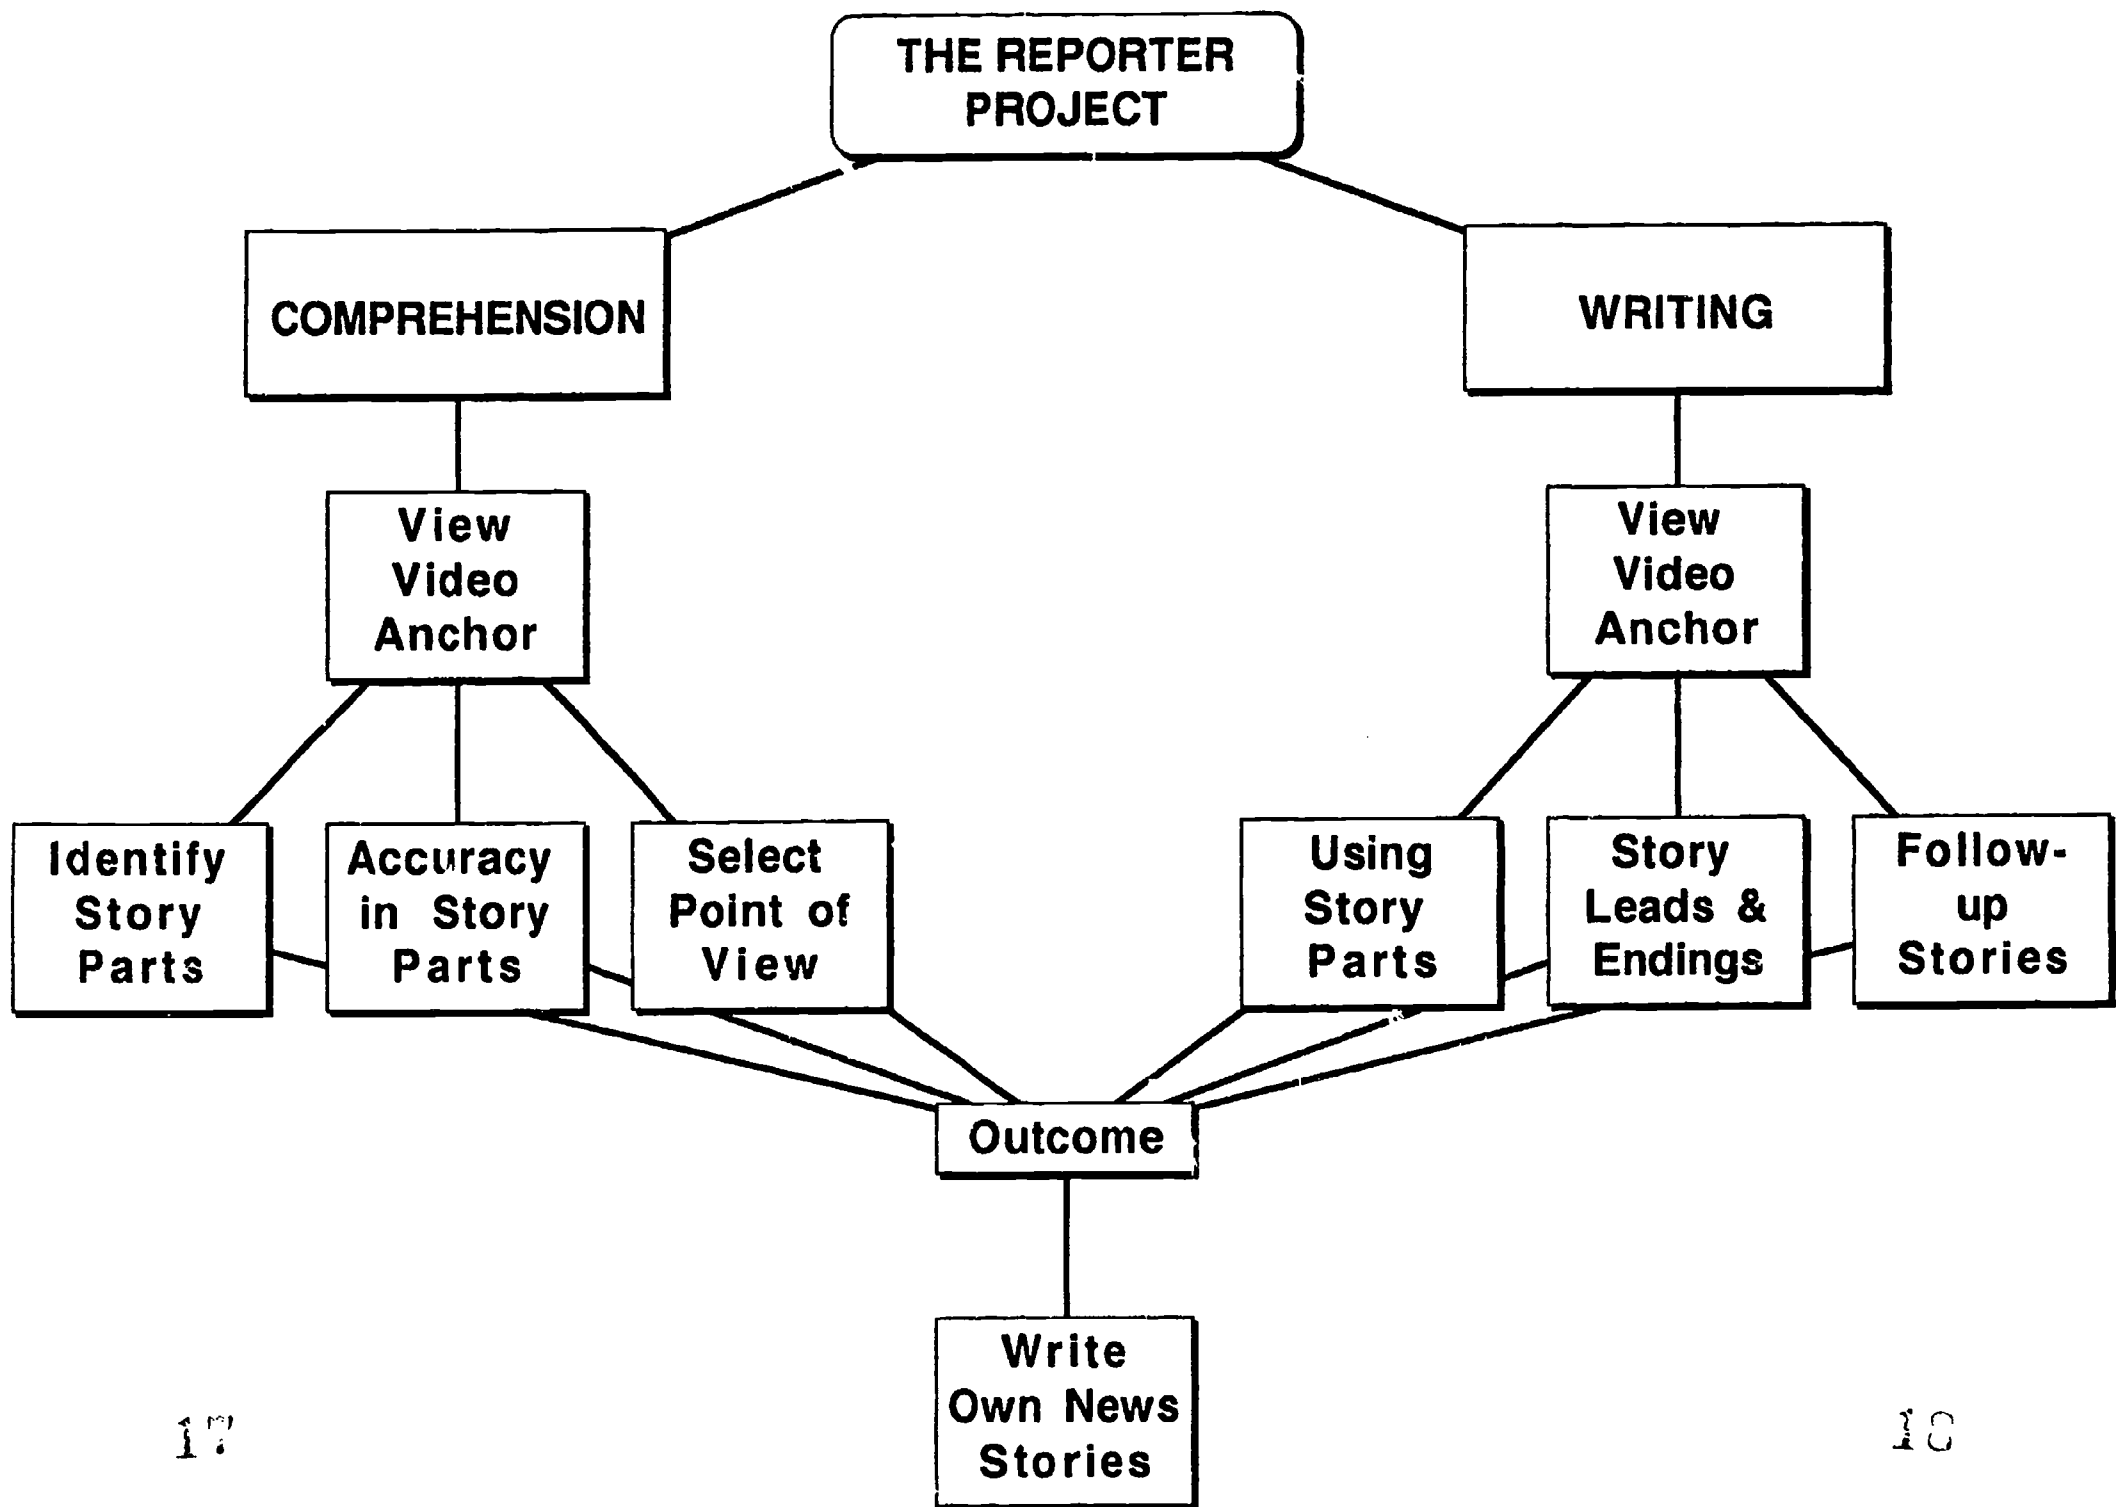 THE REPORTER
PROJECT
COMPREHENSION
WRITING
View
Video
Anchor
View
Video
Anchor
Identify
Story
Parts
Accuracy
in Story
Parts
Select
Point of
View
Using
Story
Parts
Story
Leads &
Endings
Follow-
up
Stories
Outcome
Write
Own News
Stories
17